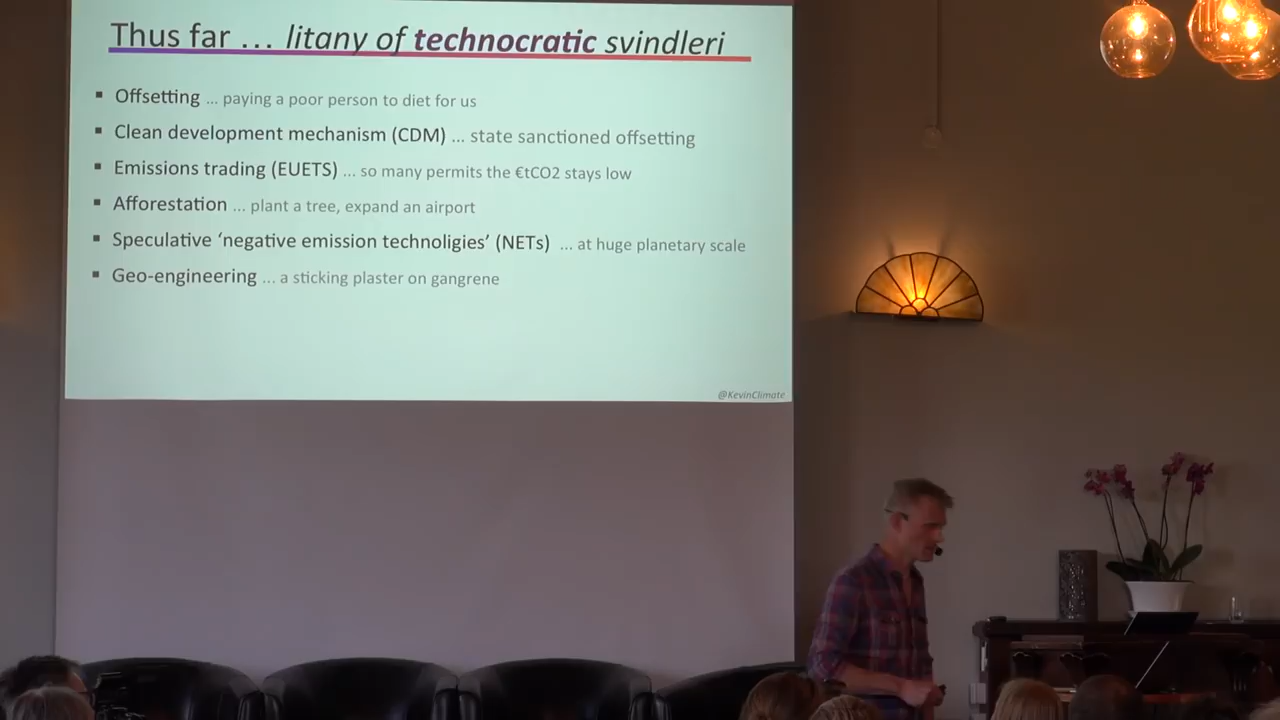 Thus far ... litany of technocratic svindleri
▪ Offsetting ... paying a poor person to diet for us
▪ Clean development mechanism (CDM) ... state sanctioned offsetting
▪ Emissions trading (EUETS) ... so many permits the €tCO2 stays low
▪ Afforestation ... plant a tree, expand an airport
▪ Speculative ‘negative emission technoligies’ (NETs) ... at huge planetary scale
▪ Geo-engineering ... a sticking plaster on gangrene
@KevinClimate